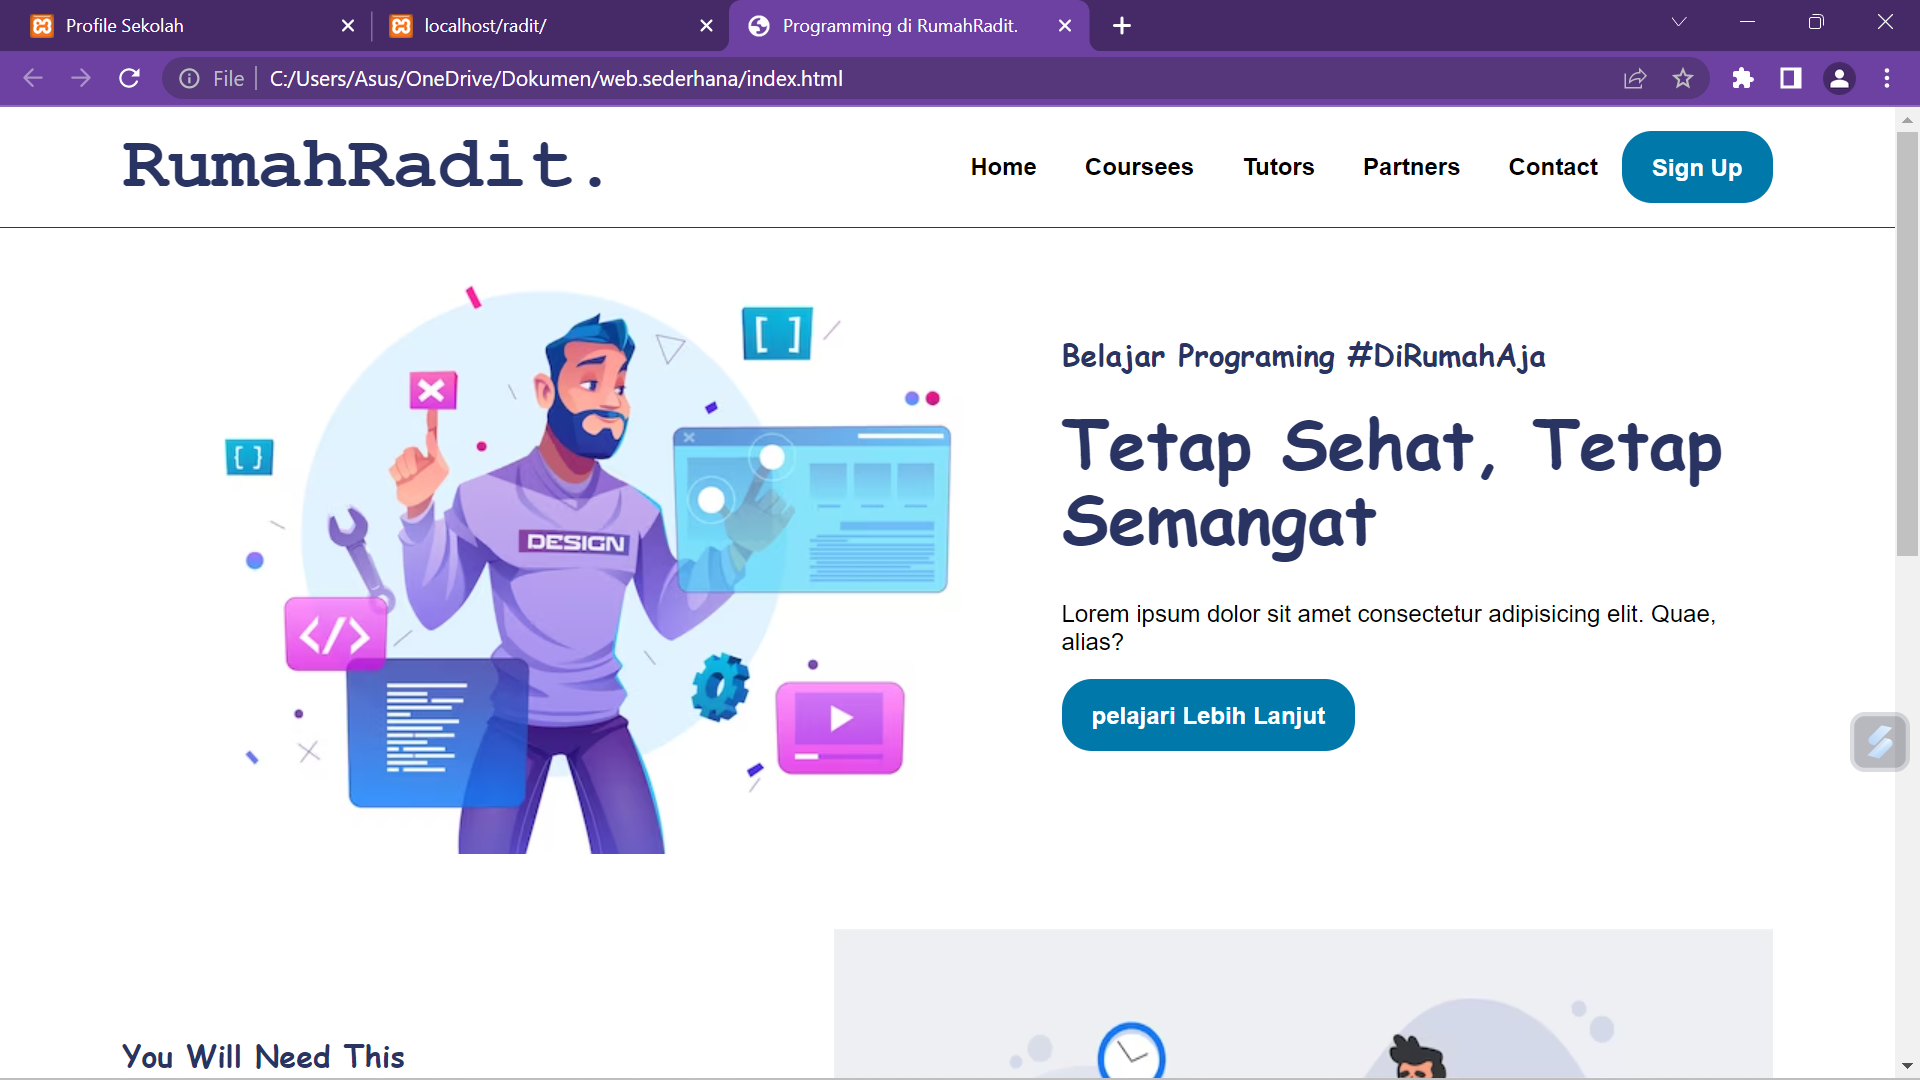 Profile Sekolah
localhost/radit/
Programming di RumahRadit.
File
C:/Users/Asus/OneDrive/Dokumen/web.sederhana/index.html
RumahRadit.
Home
Coursees
Tutors
Partners
Contact
Sign Up
[ ]
{ }
DESIGN
</>
Belajar Programing #DiRumahAja
Tetap Sehat, Tetap
Semangat
Lorem ipsum dolor sit amet consectetur adipisicing elit. Quae,
alias?
pelajari Lebih Lanjut
You Will Need This